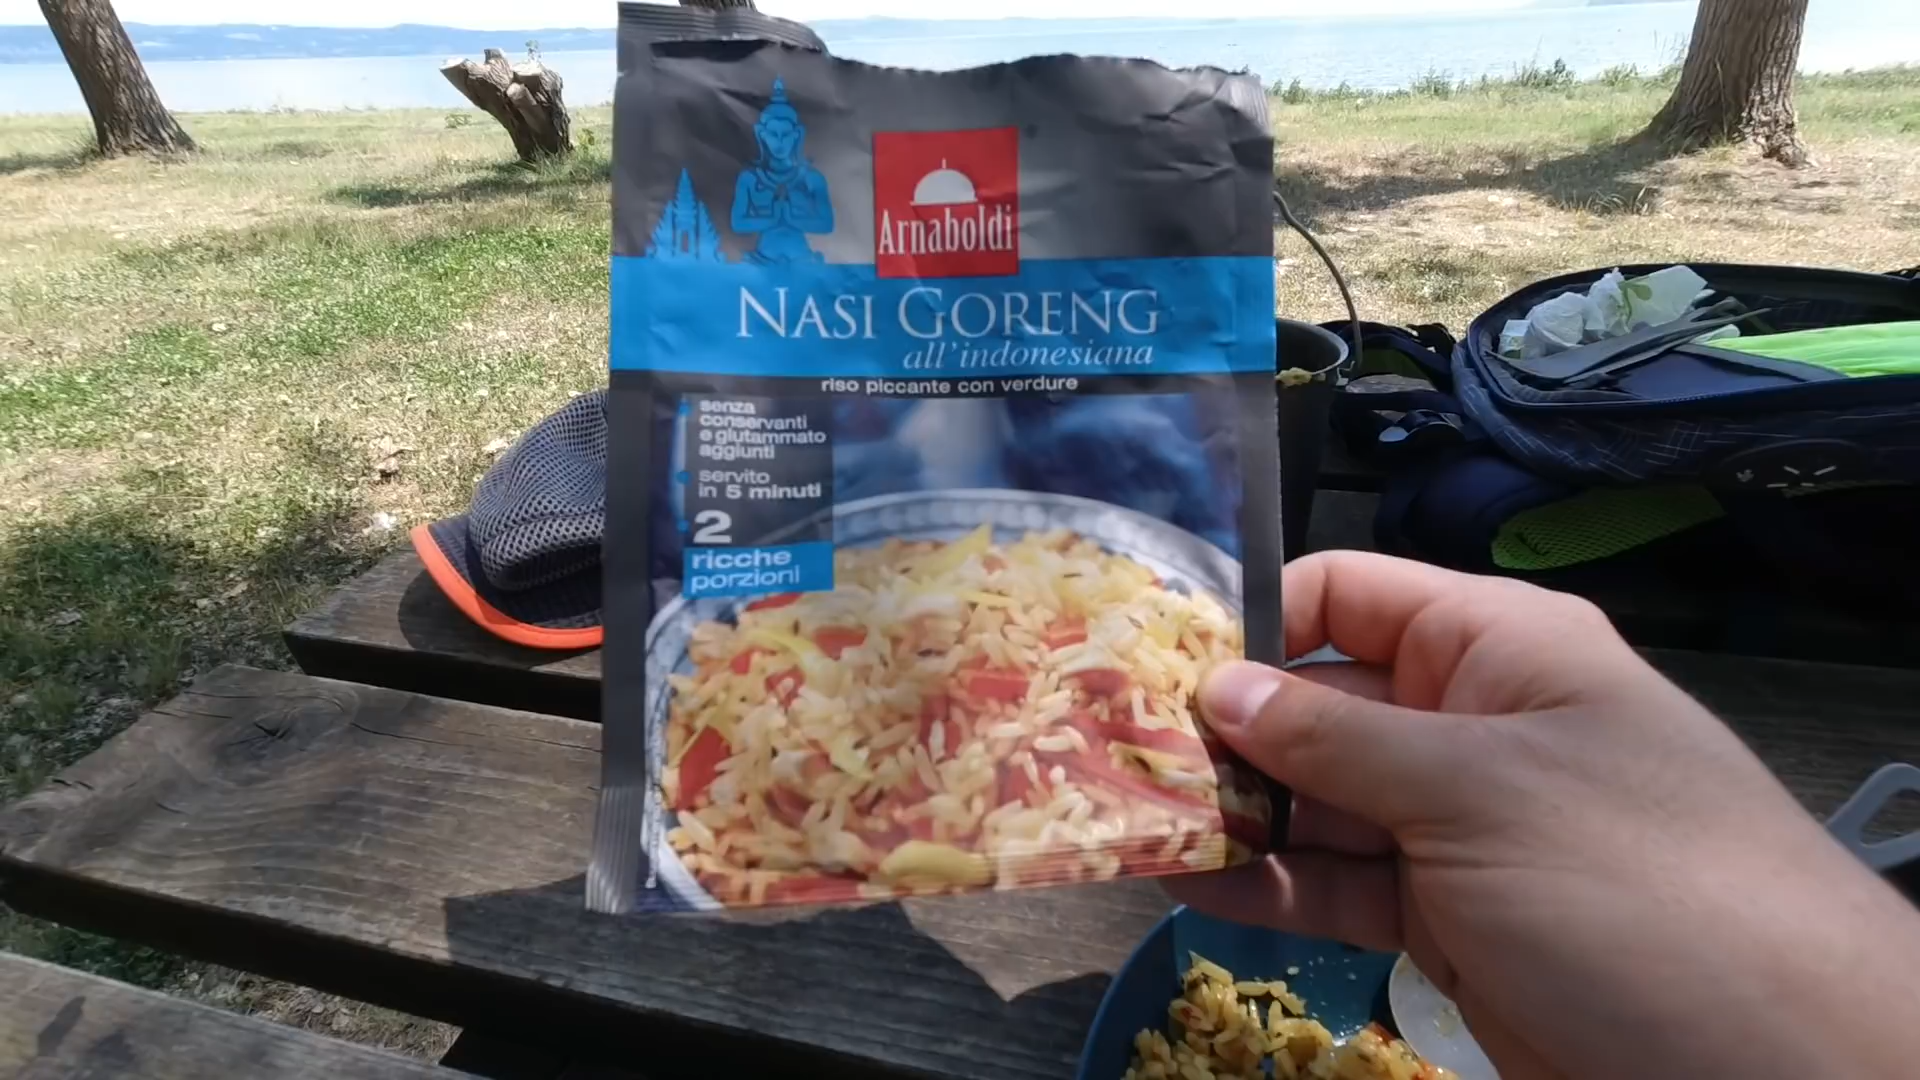 Arnaboldi
NASI GORENG
all'indonesiana
riso piccante con verdure
senza
conservanti
e glutammato
aggiunti
servito
in 5 minuti
2
ricche
porzioni